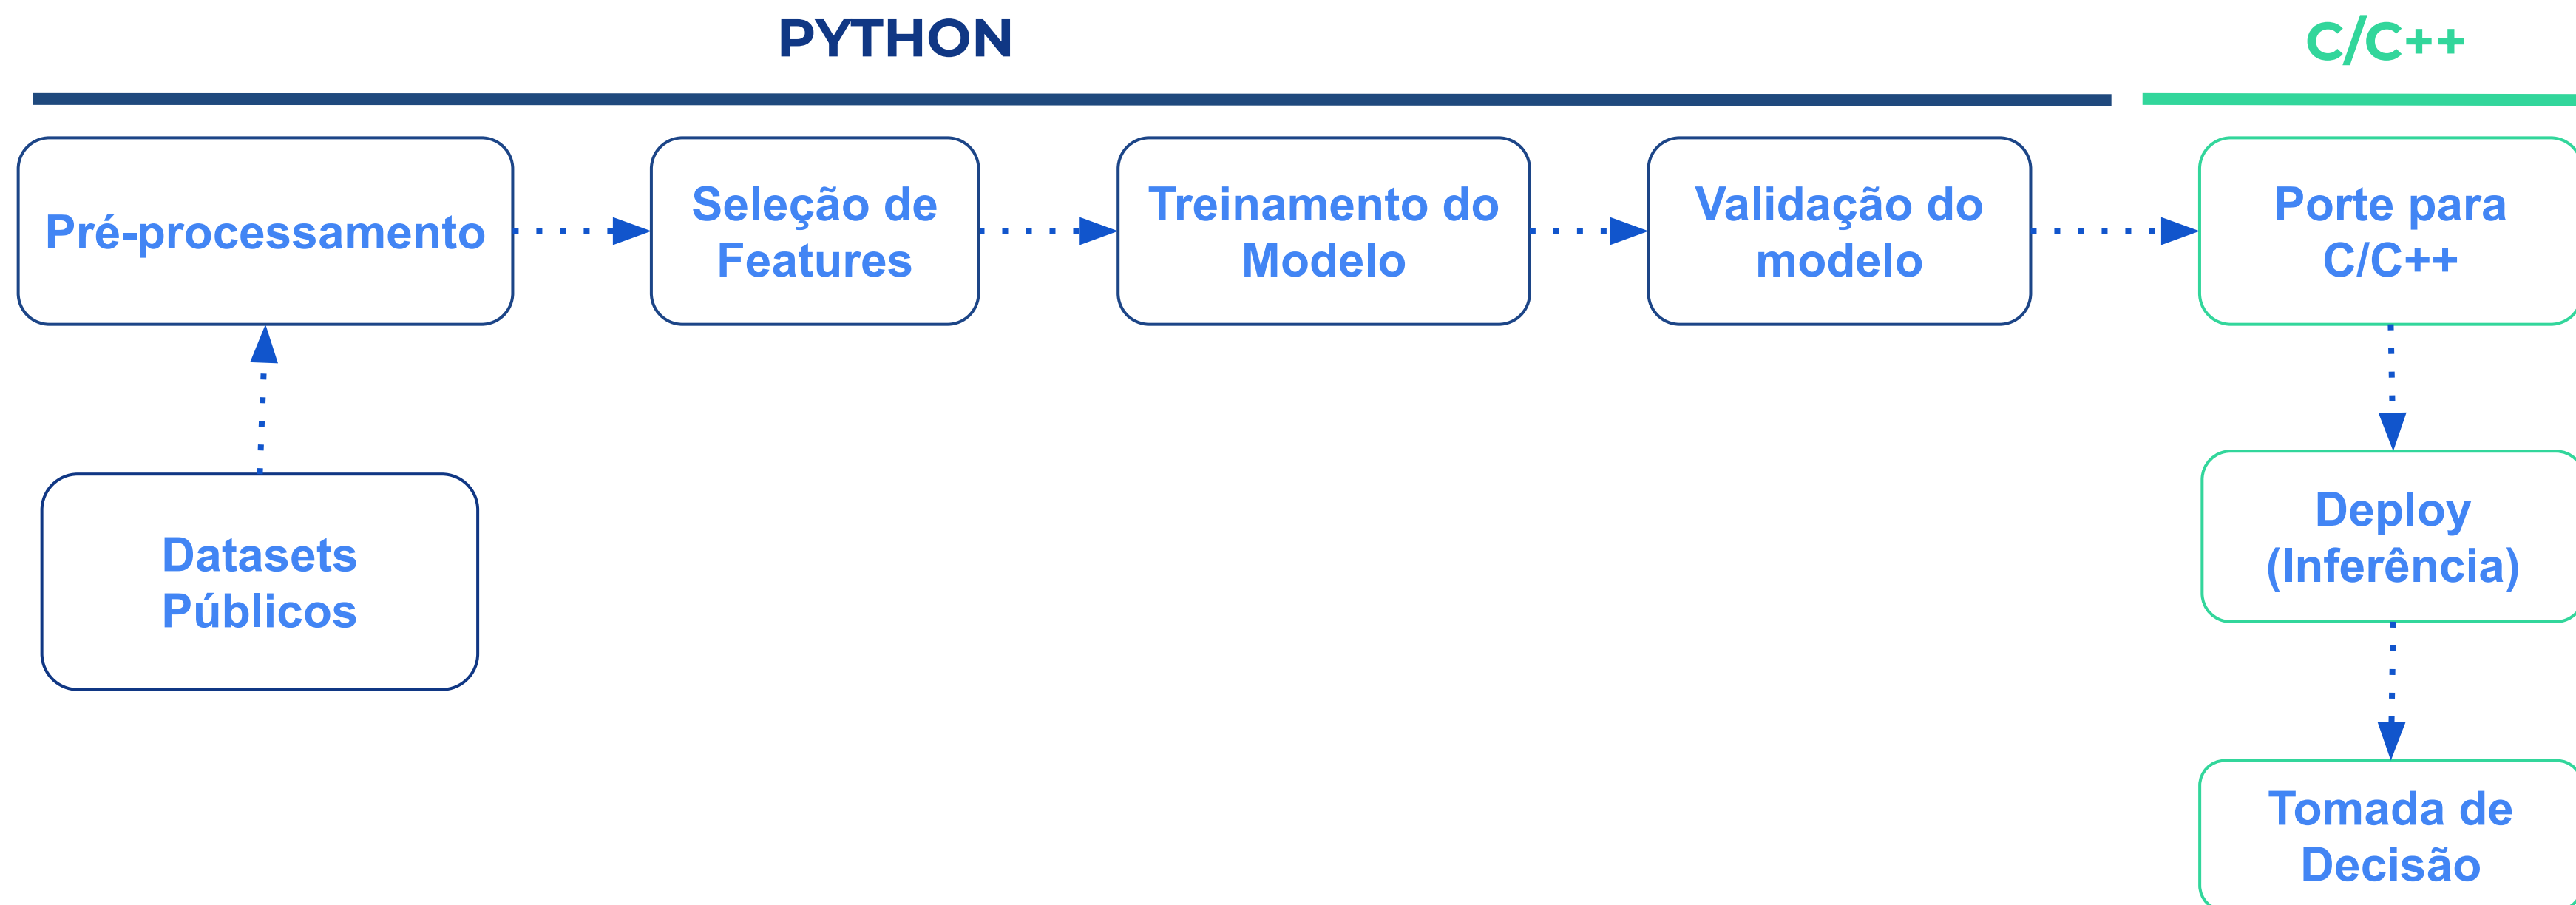 PYTHON
C/C++
Pré-processamento
Seleção de
Features
Treinamento do
Modelo
Validação do
modelo
Porte para
C/C++
Datasets
Públicos
Deploy
(Inferência)
Tomada de
Decisão